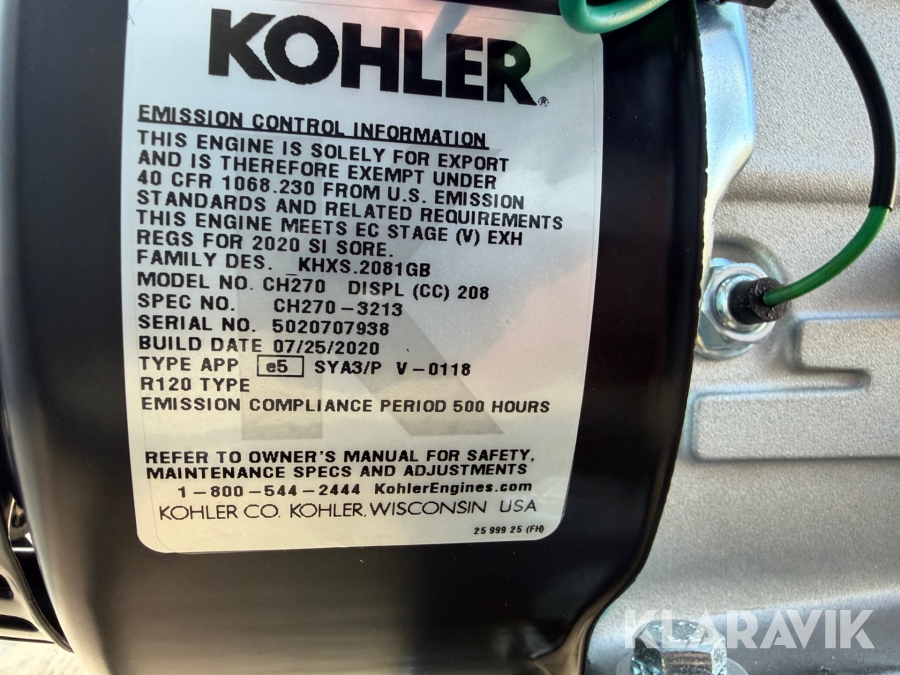 KOHLER®
EMISSION CONTROL INFORMATION
THIS ENGINE IS SOLELY FOR EXPORT
AND IS THEREFORE EXEMPT UNDER
40 CFR 1068.230 FROM U.S. EMISSION
STANDARDS AND RELATED REQUIREMENTS
THIS ENGINE MEETS EC STAGE (V) EXH
REGS FOR 2020 SI SORE.
FAMILY DES. _KHXS.2081GB
MODEL NO. CH270 DISPL (CC) 208
SPEC NO. CH270-3213
SERIAL NO. 5020707938
BUILD DATE 07/25/2020
TYPE APP e5 SYA3/P V-0118
R120 TYPE
EMISSION COMPLIANCE PERIOD 500 HOURS
REFER TO OWNER'S MANUAL FOR SAFETY,
MAINTENANCE SPECS AND ADJUSTMENTS
1-800-544-2444 KohlerEngines.com
KOHLER CO. KOHLER, WISCONSIN USA
25 999 25 (FH)
KLARAVIK